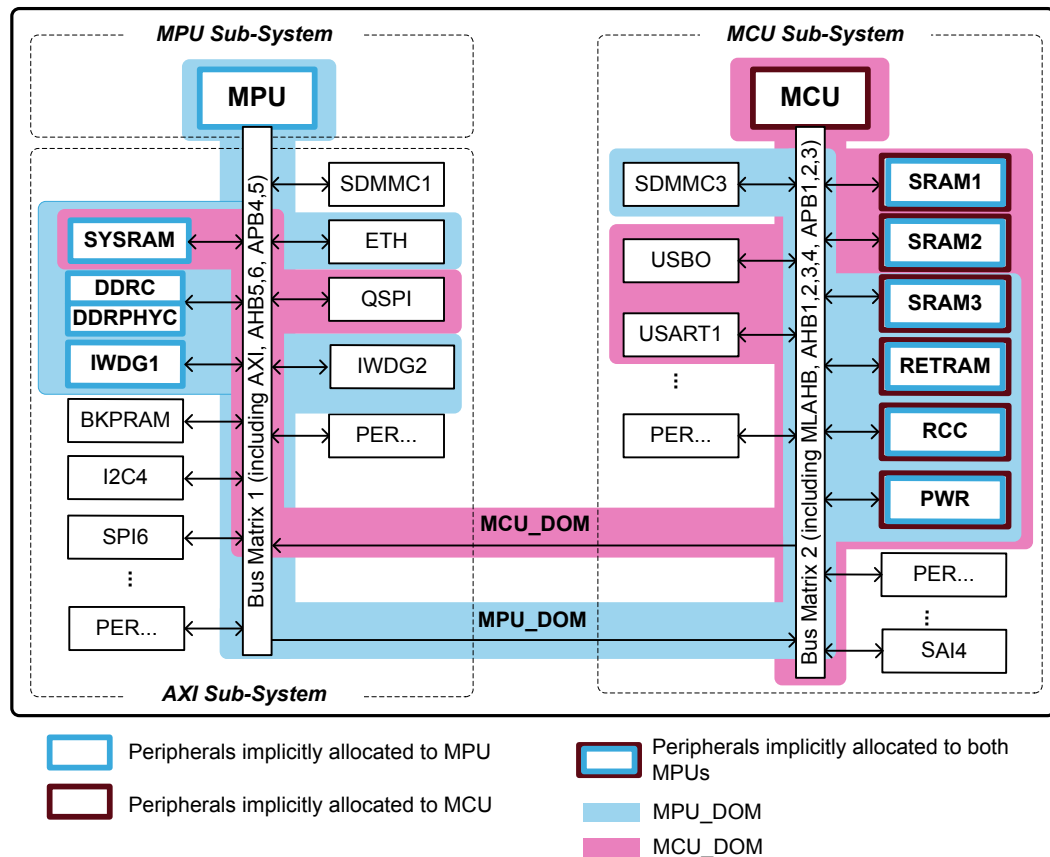 MPU Sub-System
MCU Sub-System
MPU
MCU
SDMMC1
ETH
QSPI
IWDG2
PER...
SYSRAM
DDRC
DDRPHYC
IWDG1
BKPRAM
I2C4
SPI6
...
PER...
Bus Matrix 1 (including AXI, AHB5,6, APB4,5)
SDMMC3
USBO
USART1
...
PER...
Bus Matrix 2 (including MLAHB, AHB1,2,3,4, APB1,2,3)
SRAM1
SRAM2
SRAM3
RETRAM
RCC
PWR
PER...
...
SAI4
MCU_DOM
MPU_DOM
AXI Sub-System
Peripherals implicitly allocated to MPU
Peripherals implicitly allocated to MCU
Peripherals implicitly allocated to both
MPUs
MPU_DOM
MCU_DOM